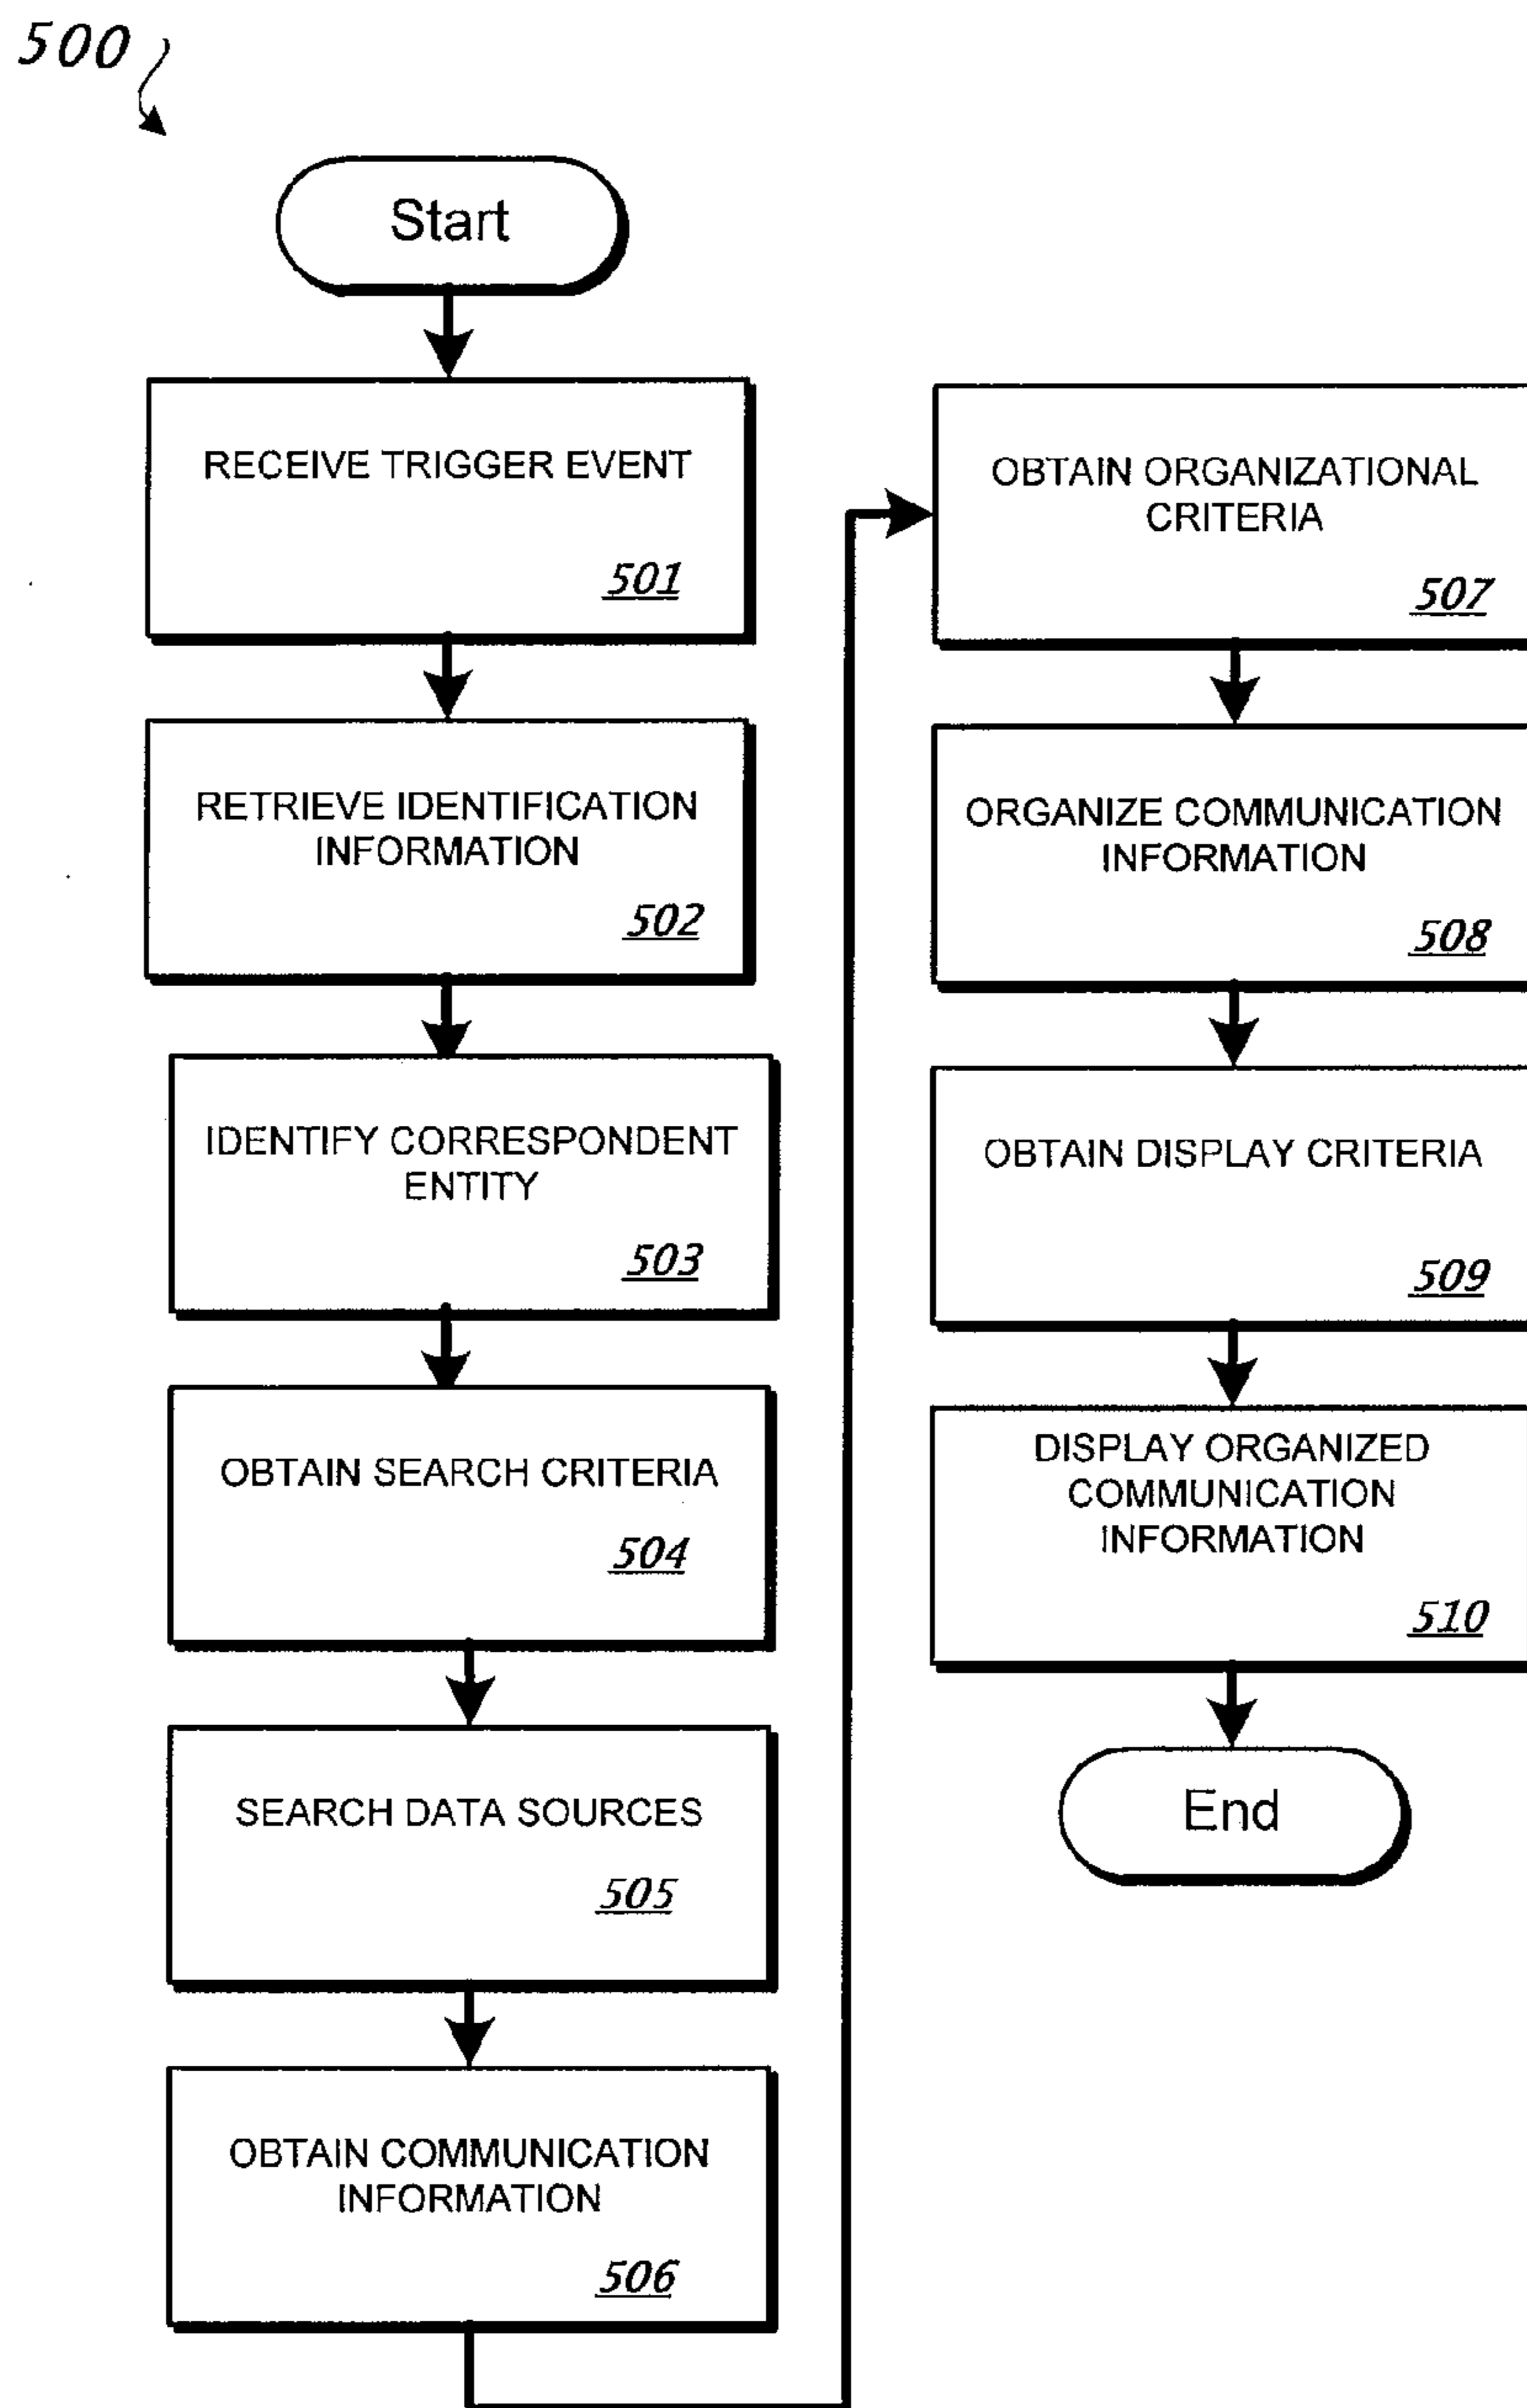 500
Start
RECEIVE TRIGGER EVENT
501
RETRIEVE IDENTIFICATION
INFORMATION
502
IDENTIFY CORRESPONDENT
ENTITY
503
OBTAIN SEARCH CRITERIA
504
SEARCH DATA SOURCES
505
OBTAIN COMMUNICATION
INFORMATION
506
OBTAIN ORGANIZATIONAL
CRITERIA
507
ORGANIZE COMMUNICATION
INFORMATION
508
OBTAIN DISPLAY CRITERIA
509
DISPLAY ORGANIZED
COMMUNICATION
INFORMATION
510
End